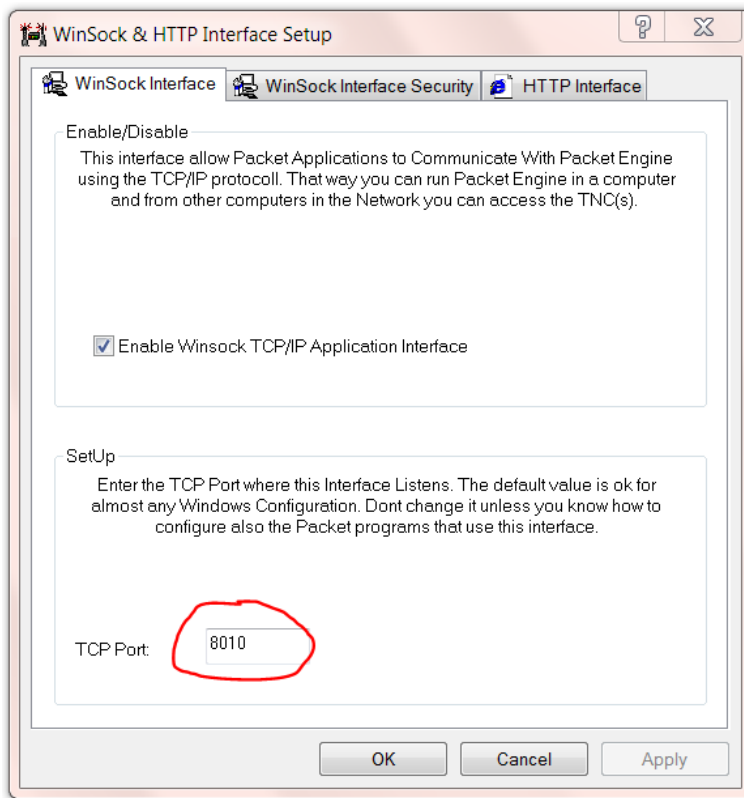 WinSock & HTTP Interface Setup
WinSock Interface
WinSock Interface Security
HTTP Interface
Enable/Disable
This interface allow Packet Applications to Communicate With Packet Engine
using the TCP/IP protocoll. That way you can run Packet Engine in a computer
and from other computers in the Network you can access the TNC(s).
Enable Winsock TCP/IP Application Interface
SetUp
Enter the TCP Port where this Interface Listens. The default value is ok for
almost any Windows Configuration. Dont change it unless you know how to
configure also the Packet programs that use this interface.
TCP Port: 8010
OK Cancel Apply